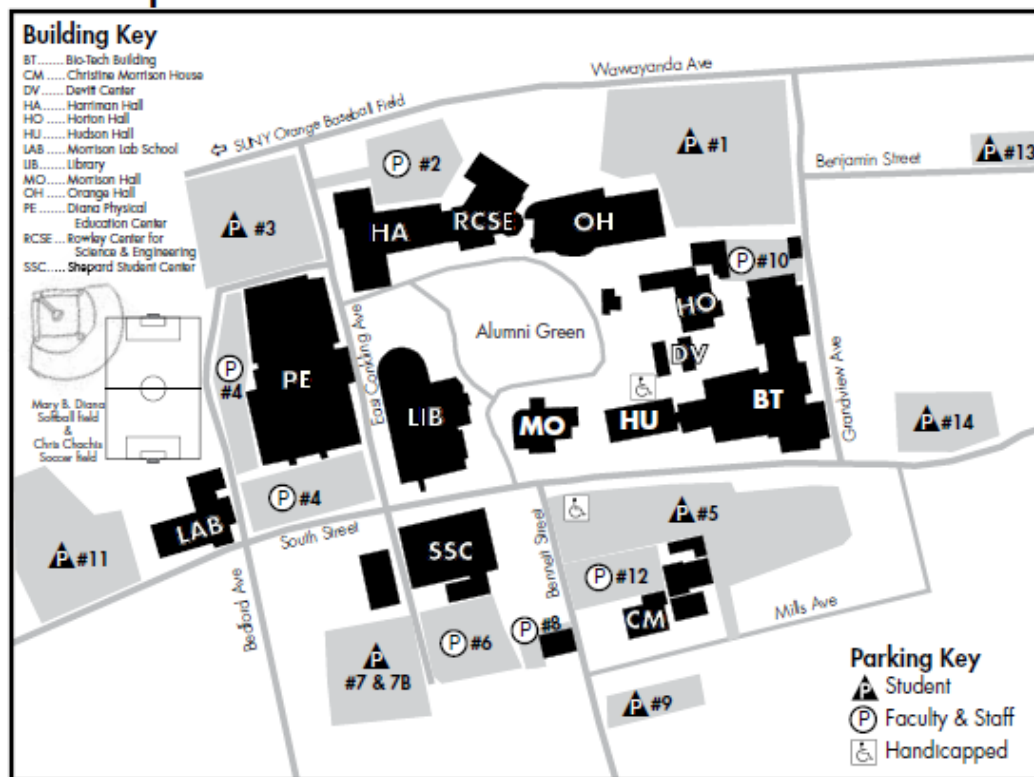 Building Key
BT....... Bio-Tech Building
CM ..... Christine Morrison House
DV ...... Devitt Center
HA ....... Harriman Hall
HO ...... Horton Hall
HU ...... Hudson Hall
LAB ..... Morrison Lab School
LIB....... Library
MO..... Morrison Hall
OH ..... Orange Hall
PE ....... Diana Physical
Education Center
RCSE ... Rowley Center for
Science & Engineering
SSC..... Shepard Student Center
Wawayanda Ave
SUNY Orange Baseball Field
P #1
P #2
Benjamin Street
P #13
P #3
HA
RCSE
OH
P #10
HO
Alumni Green
DV
East Conkling Ave
Grandview Ave
P
#4
PE
LIB
MO
HU
BT
P #14
Mary B. Diana
Softball field
&
Chris Chachis
Soccer field
P #4
LAB
South Street
P #11
SSC
Bennett Street
P #5
P #12
CM
Mills Ave
Bedford Ave
P #6
P #8
P
#7 & 7B
P #9
Parking Key
P Student
P Faculty & Staff
Handicapped